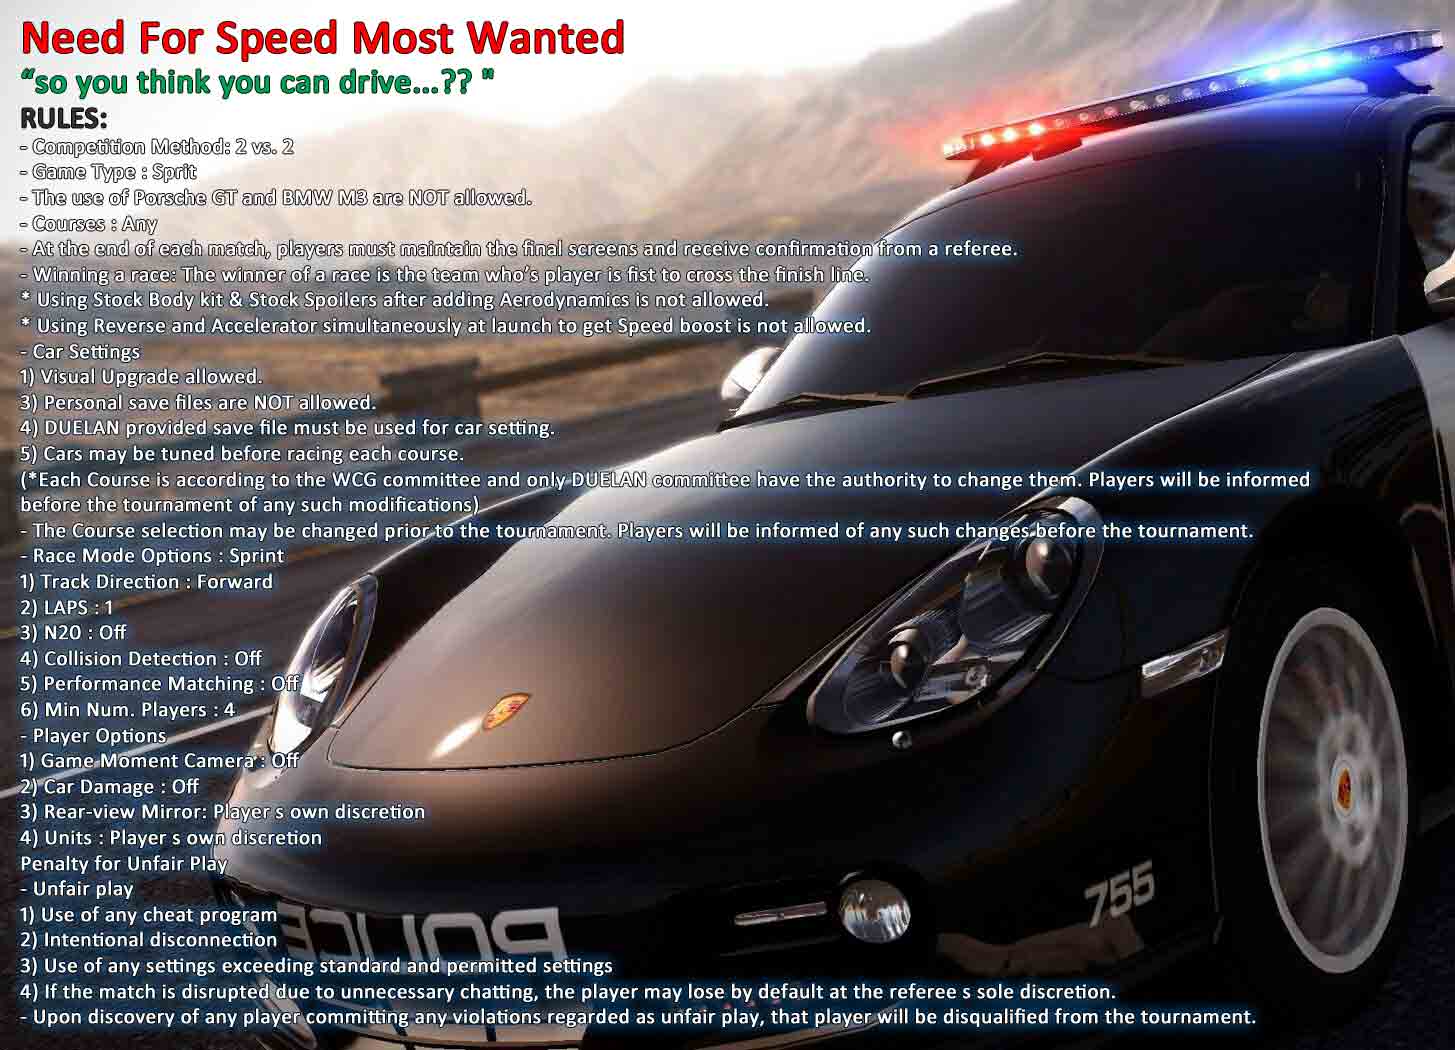 Need For Speed Most Wanted
“so you think you can drive...?? "
RULES:
- Competition Method: 2 vs. 2
- Game Type : Sprit
- The use of Porsche GT and BMW M3 are NOT allowed.
- Courses : Any
- At the end of each match, players must maintain the final screens and receive confirmation from a referee.
- Winning a race: The winner of a race is the team who’s player is fist to cross the finish line.
* Using Stock Body kit & Stock Spoilers after adding Aerodynamics is not allowed.
* Using Reverse and Accelerator simultaneously at launch to get Speed boost is not allowed.
- Car Settings
1) Visual Upgrade allowed.
3) Personal save files are NOT allowed.
4) DUELAN provided save file must be used for car setting.
5) Cars may be tuned before racing each course.
(*Each Course is according to the WCG committee and only DUELAN committee have the authority to change them. Players will be informed
before the tournament of any such modifications)
- The Course selection may be changed prior to the tournament. Players will be informed of any such changes before the tournament.
- Race Mode Options : Sprint
1) Track Direction : Forward
2) LAPS : 1
3) N20 : Off
4) Collision Detection : Off
5) Performance Matching : Off
6) Min Num. Players : 4
- Player Options
1) Game Moment Camera : Off
2) Car Damage : Off
3) Rear-view Mirror: Player s own discretion
4) Units : Player s own discretion
Penalty for Unfair Play
- Unfair play
1) Use of any cheat program
2) Intentional disconnection
3) Use of any settings exceeding standard and permitted settings
4) If the match is disrupted due to unnecessary chatting, the player may lose by default at the referee s sole discretion.
- Upon discovery of any player committing any violations regarded as unfair play, that player will be disqualified from the tournament.
POLICE
755